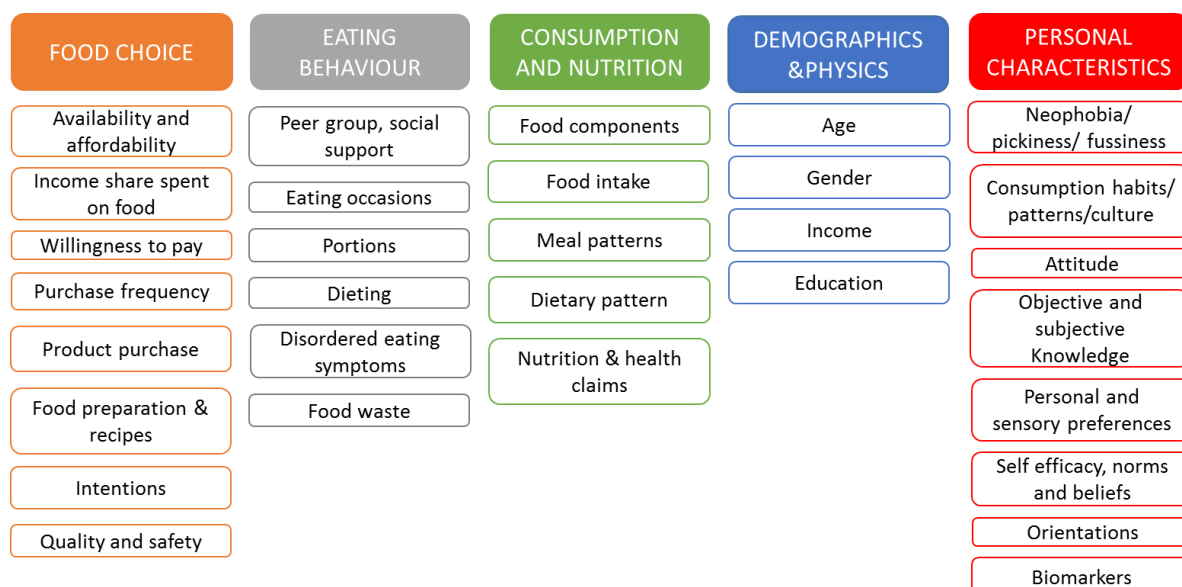 FOOD CHOICE
Availability and
affordability
Income share spent
on food
Willingness to pay
Purchase frequency
Product purchase
Food preparation &
recipes
Intentions
Quality and safety
EATING
BEHAVIOUR
Peer group, social
support
Eating occasions
Portions
Dieting
Disordered eating
symptoms
Food waste
CONSUMPTION
AND NUTRITION
Food components
Food intake
Meal patterns
Dietary pattern
Nutrition & health
claims
DEMOGRAPHICS
&PHYSICS
Age
Gender
Income
Education
PERSONAL
CHARACTERISTICS
Neophobia/
pickiness/ fussiness
Consumption habits/
patterns/culture
Attitude
Objective and
subjective
Knowledge
Personal and
sensory preferences
Self efficacy, norms
and beliefs
Orientations
Biomarkers